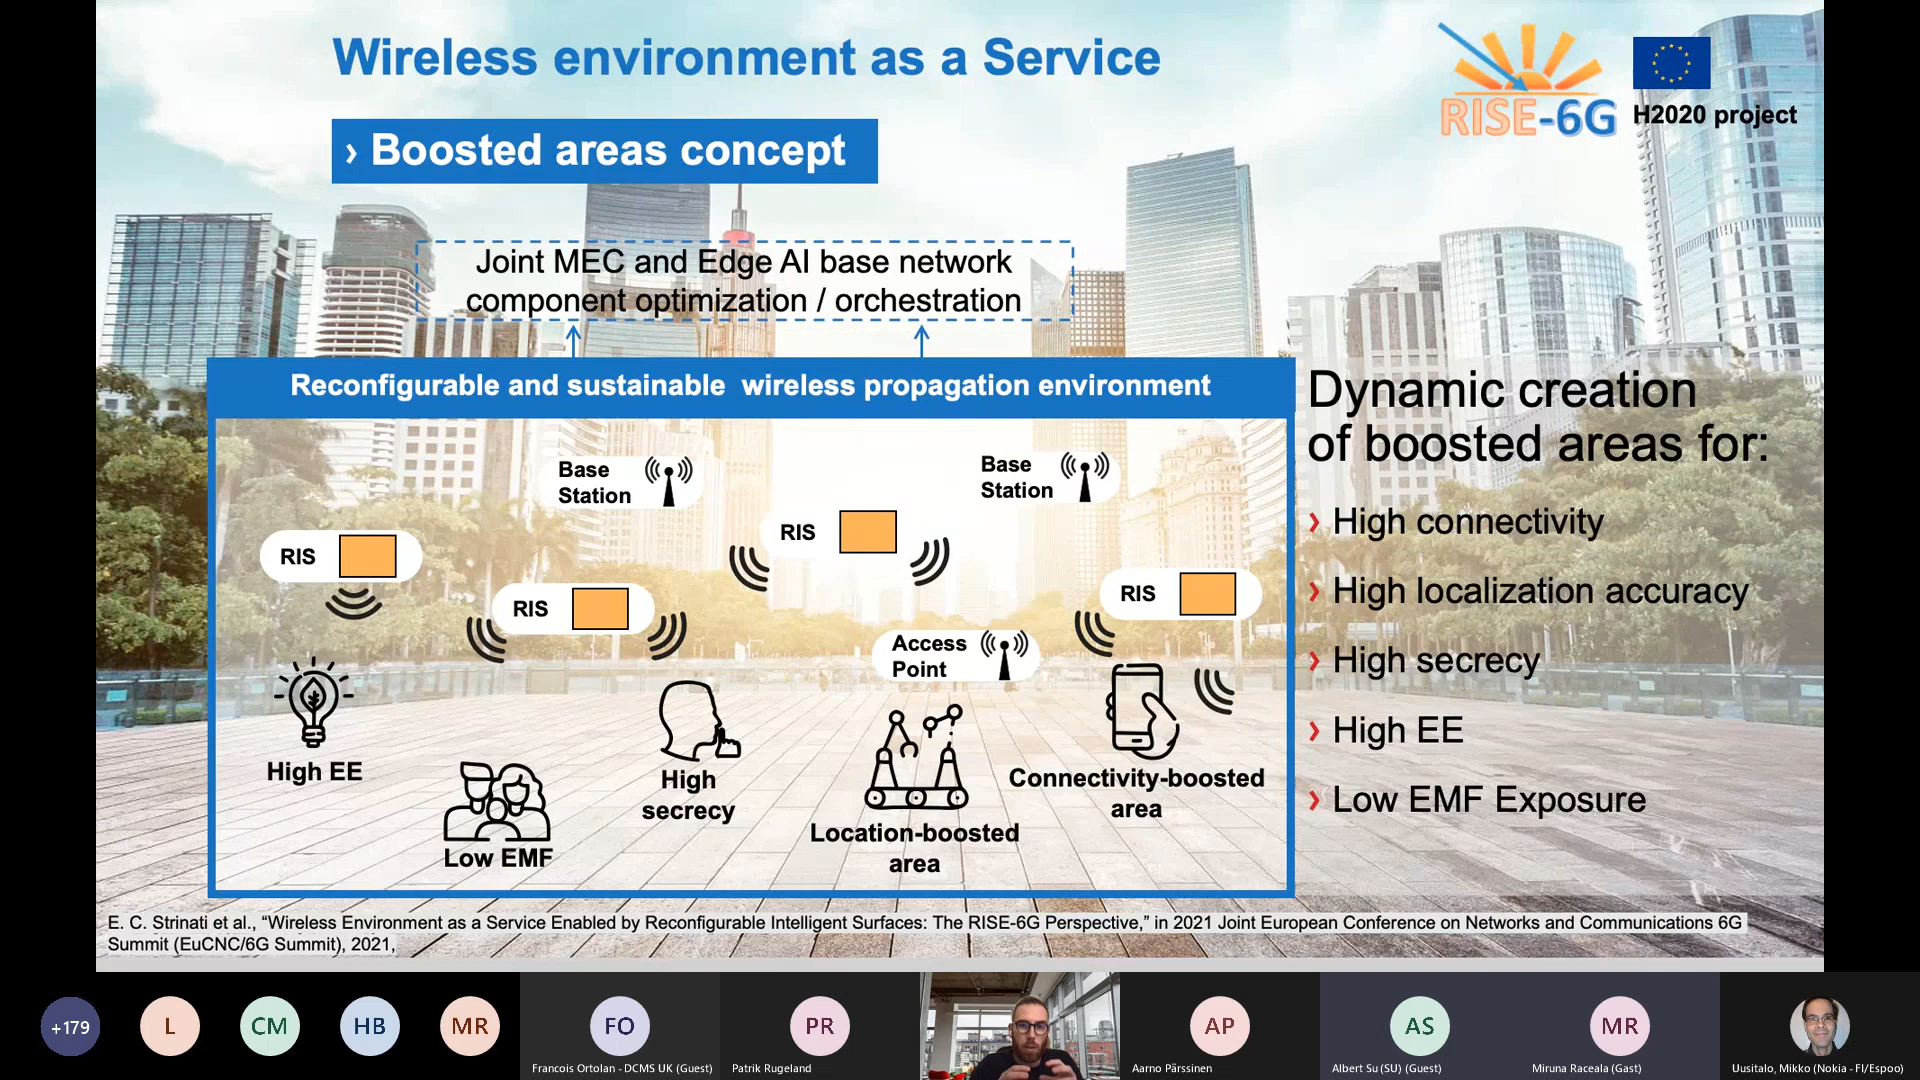 Wireless environment as a Service
RISE-6G
H2020 project
› Boosted areas concept
Joint MEC and Edge AI base network
component optimization / orchestration
Reconfigurable and sustainable wireless propagation environment
Base
Station
Base
Station
RIS
RIS
RIS
RIS
Access
Point
High EE
Low EMF
High
secrecy
Location-boosted
area
Connectivity-boosted
area
Dynamic creation
of boosted areas for:
› High connectivity
› High localization accuracy
› High secrecy
› High EE
› Low EMF Exposure
E. C. Strinati et al., “Wireless Environment as a Service Enabled by Reconfigurable Intelligent Surfaces: The RISE-6G Perspective,” in 2021 Joint European Conference on Networks and Communications 6G
Summit (EuCNC/6G Summit), 2021,
+179
L
CM
HB
MR
FO
Francois Ortolan - DCMS UK (Guest)
PR
Patrik Rugeland
AP
Aarno Pärssinen
AS
Albert Su (SU) (Guest)
MR
Miruna Raceala (Gast)
Uusitalo, Mikko (Nokia - FI/Espoo)